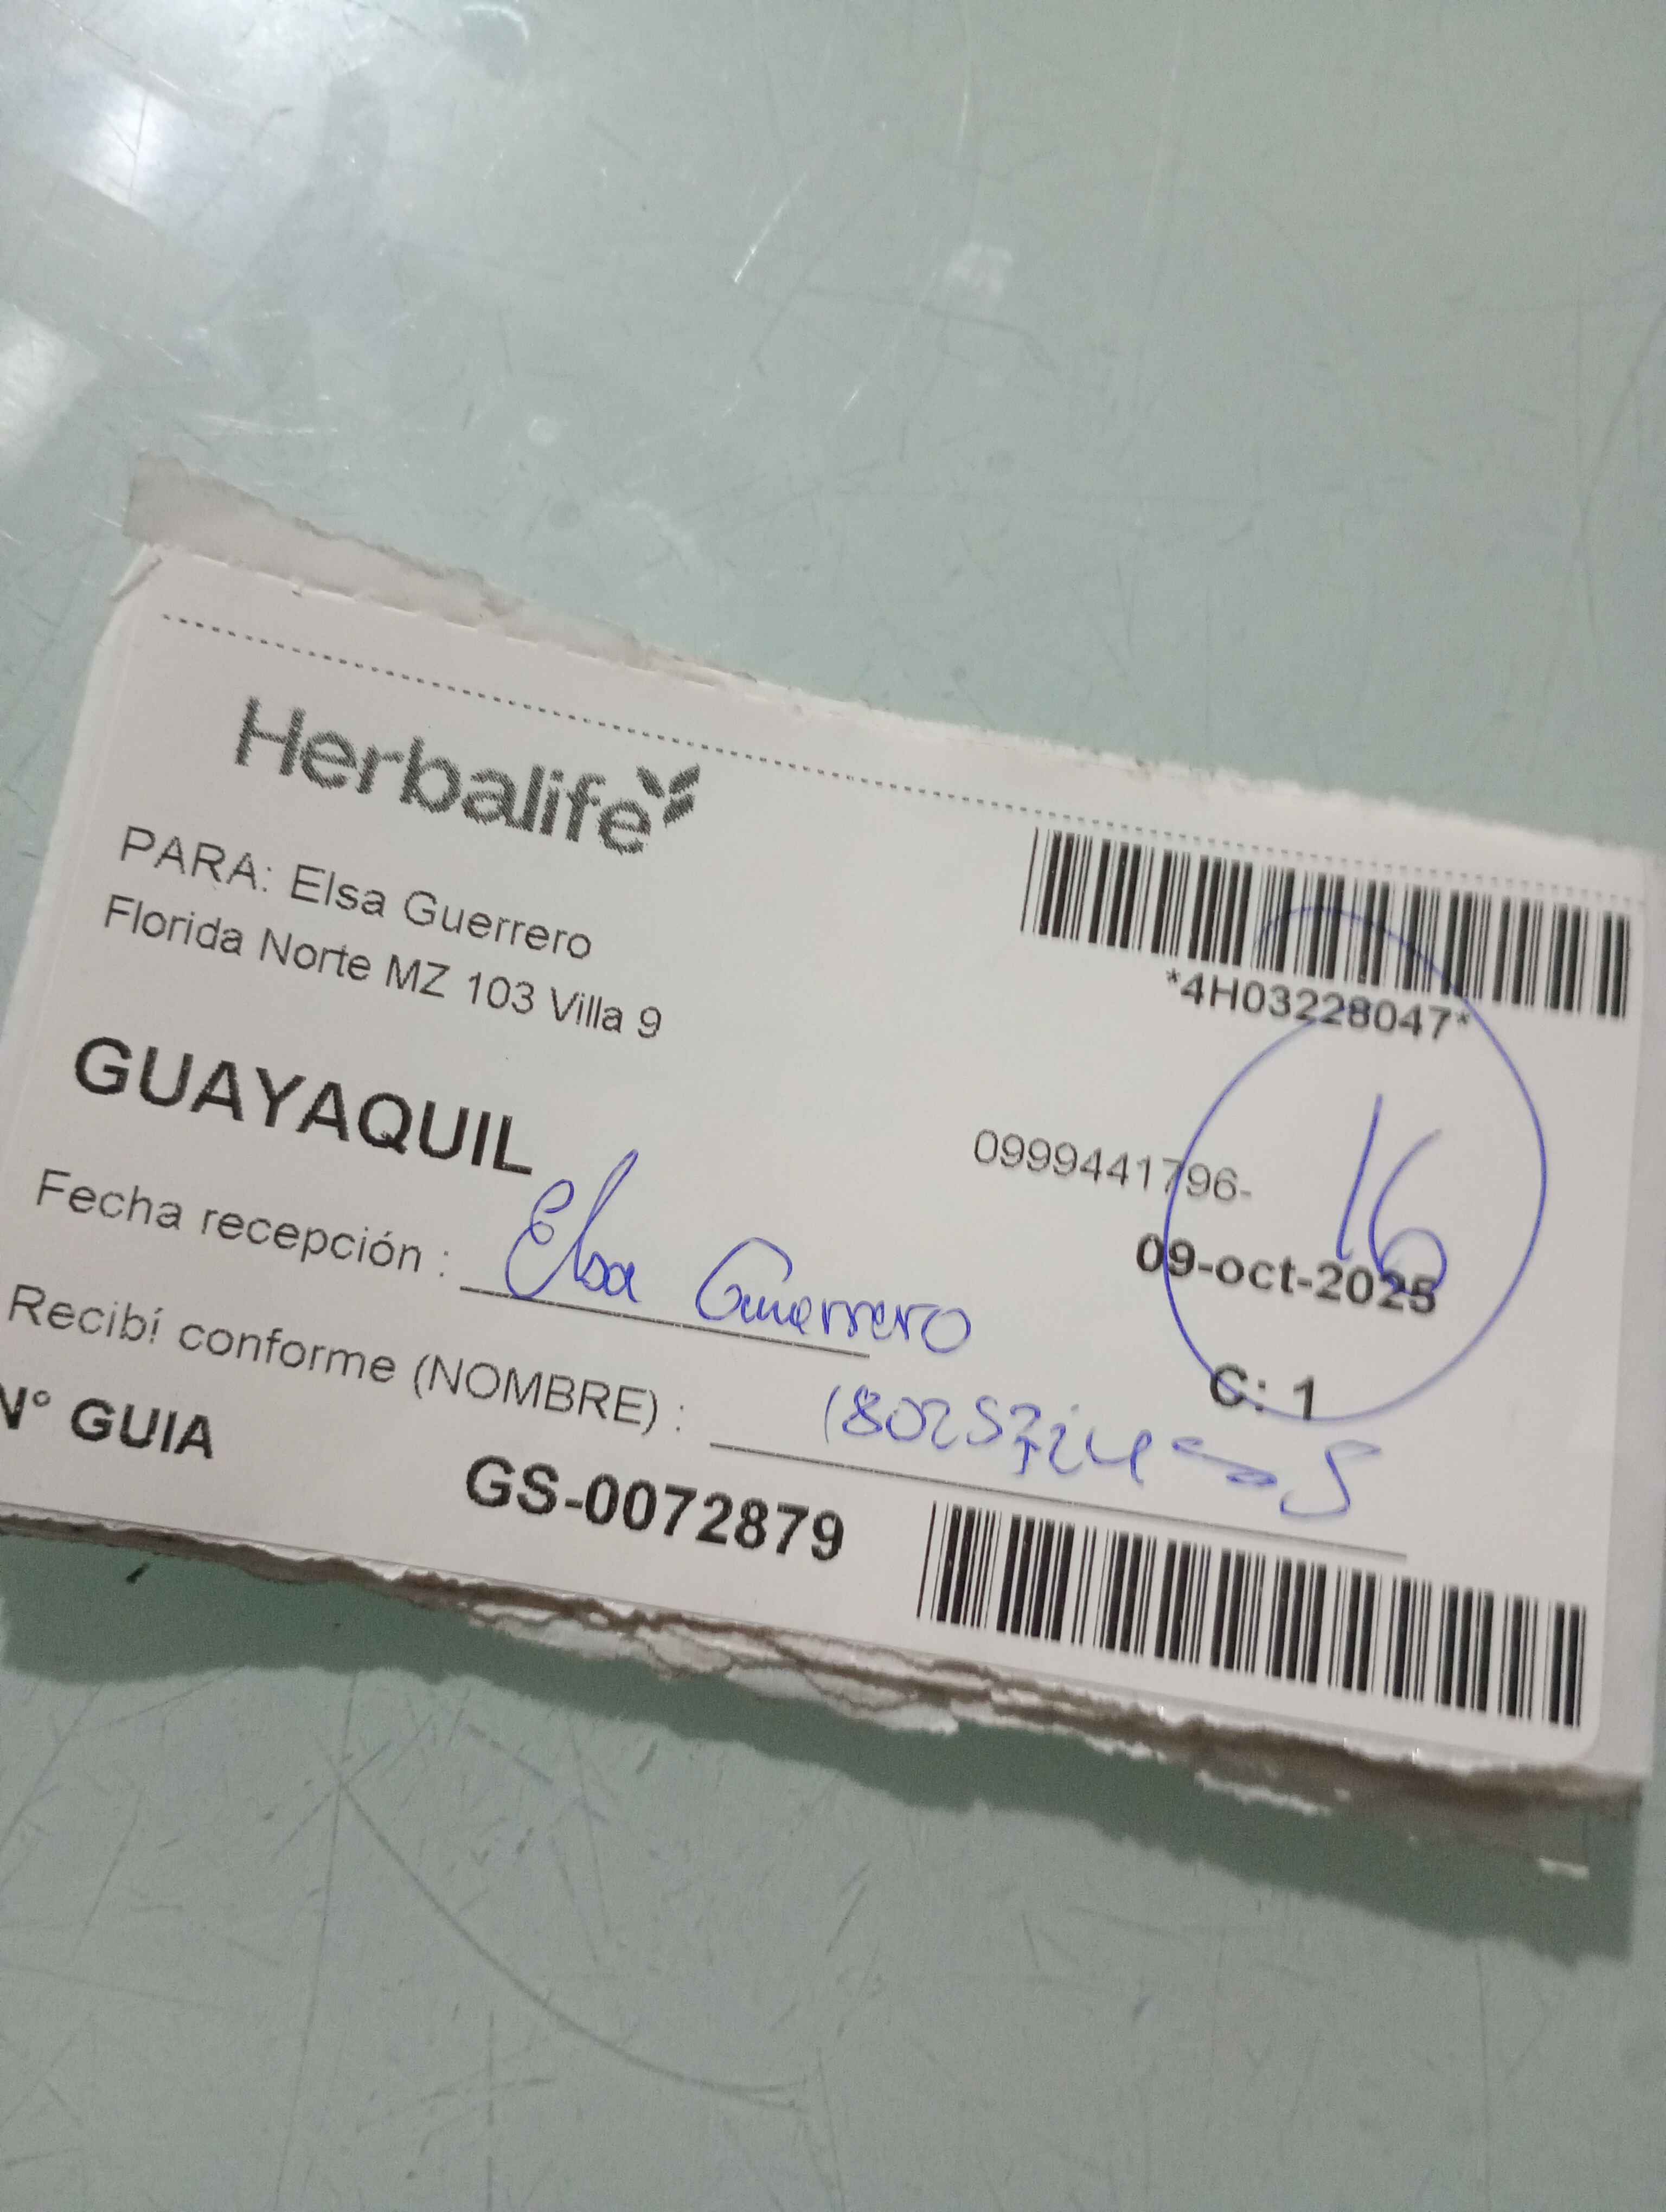 Herbalife
PARA: Elsa Guerrero
Florida Norte MZ 103 Villa 9
*4H03228047*
GUAYAQUIL
0999441796-
16
09-oct-2025
Fecha recepción : Elsa Guerrero
C: 1
Recibí conforme (NOMBRE) :
N° GUIA
GS-0072879